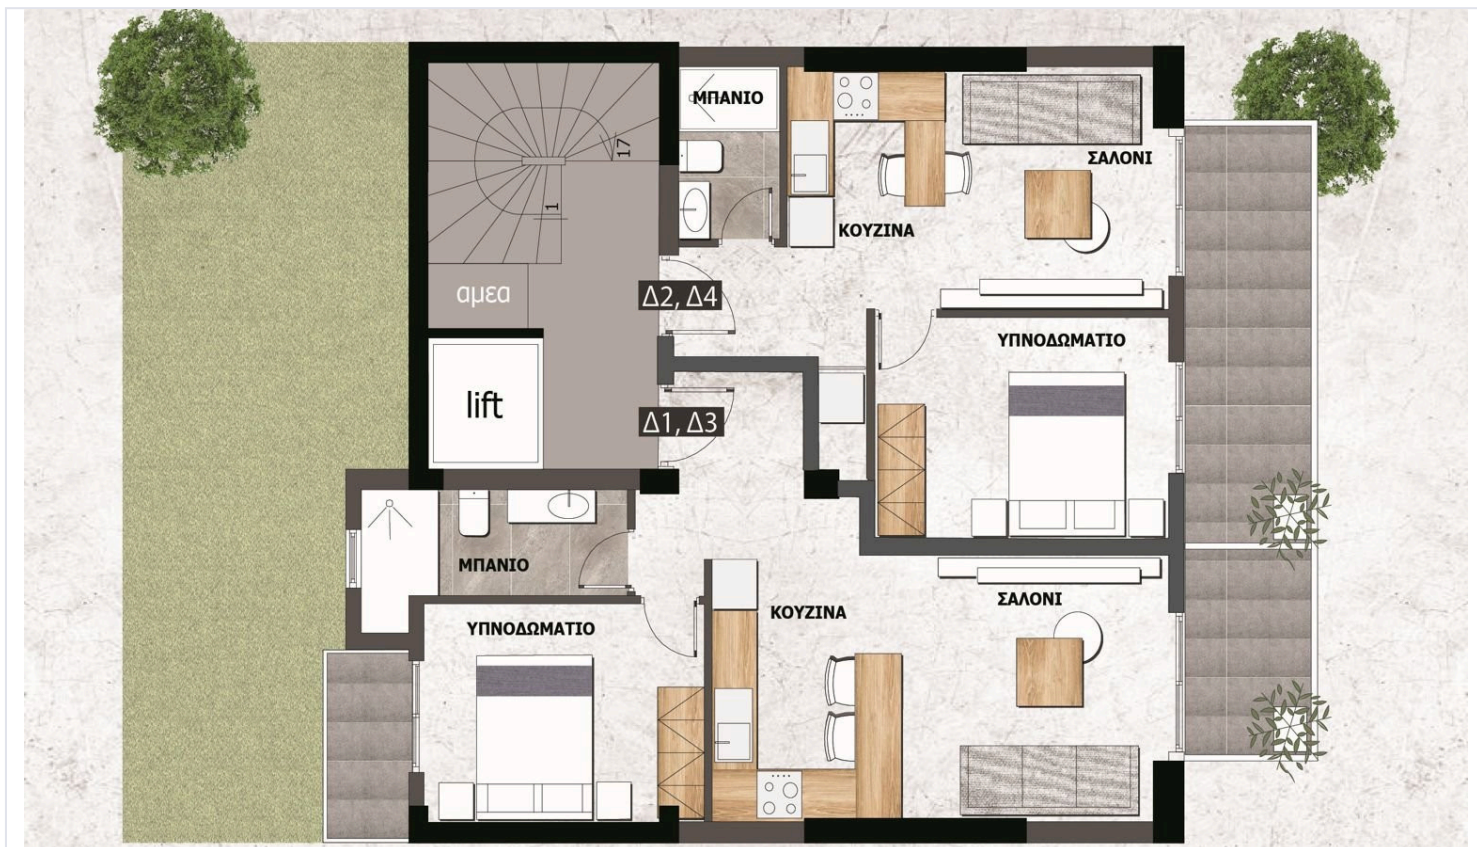 ΜΠΑΝΙΟ
ΣΑΛΟΝΙ
17
1
ΚΟΥΖΙΝΑ
αμεα
Δ2, Δ4
ΥΠΝΟΔΩΜΑΤΙΟ
lift
Δ1, Δ3
ΜΠΑΝΙΟ
ΣΑΛΟΝΙ
ΚΟΥΖΙΝΑ
ΥΠΝΟΔΩΜΑΤΙΟ